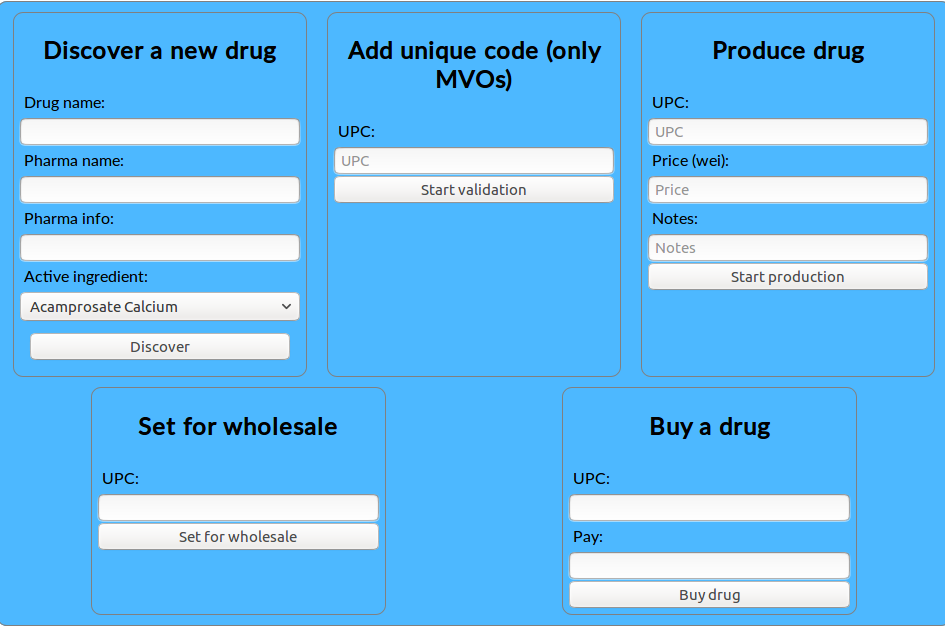 Discover a new drug
Drug name:
Pharma name:
Pharma info:
Active ingredient:
Acamprosate Calcium
Discover
Add unique code (only
MVOs)
UPC:
UPC
Start validation
Produce drug
UPC:
UPC
Price (wei):
Price
Notes:
Notes
Start production
Set for wholesale
UPC:
Set for wholesale
Buy a drug
UPC:
Pay:
Buy drug